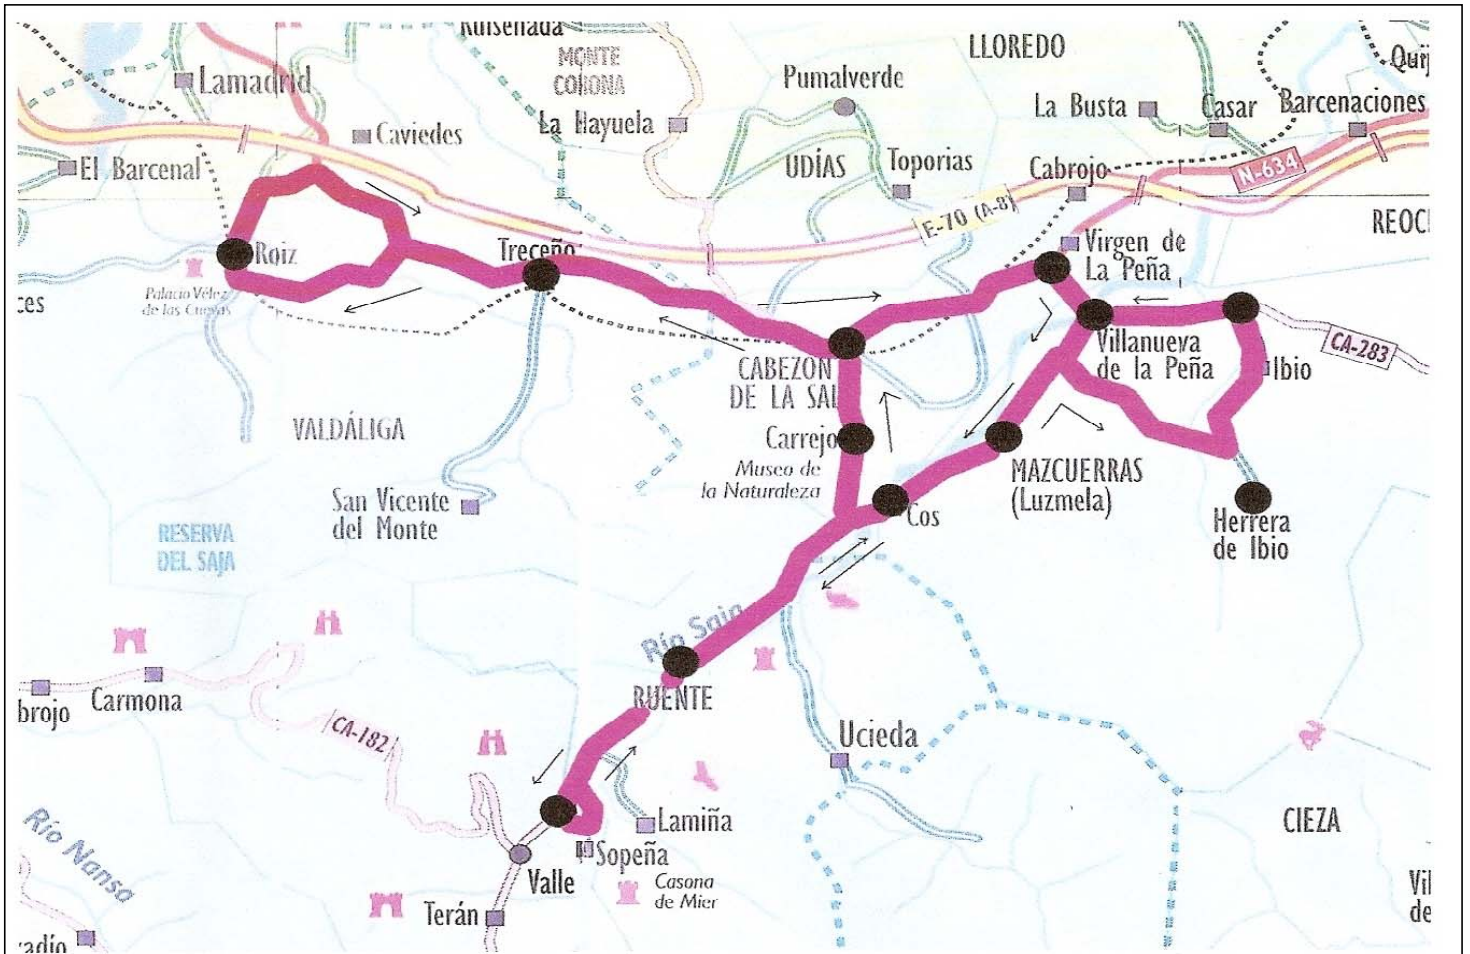 Ruiseñada
MONTE
CORONA
LLOREDO
Lamadrid
Pumalverde
La Busta
Casar
Barcenaciones
Caviedes
La Hayuela
El Barcenal
UDÍAS
Toporias
Cabrojo
N-634
E-70 (A-8)
Roiz
Treceño
Virgen de
La Peña
Palacio Vélez
de las Cuevas
Villanueva
de la Peña
CA-283
Ibio
CABEZON
DE LA SAL
VALDÁLIGA
Carrejo
Museo de
la Naturaleza
MAZCUERRAS
(Luzmela)
San Vicente
del Monte
Cos
Herrera
de Ibio
RESERVA
DEL SAJA
Río Saja
RUENTE
Carmona
brojo
CA-182
Ucieda
Lamiña
CIEZA
Río Nansa
Sopeña
Valle
Casona
de Mier
Terán